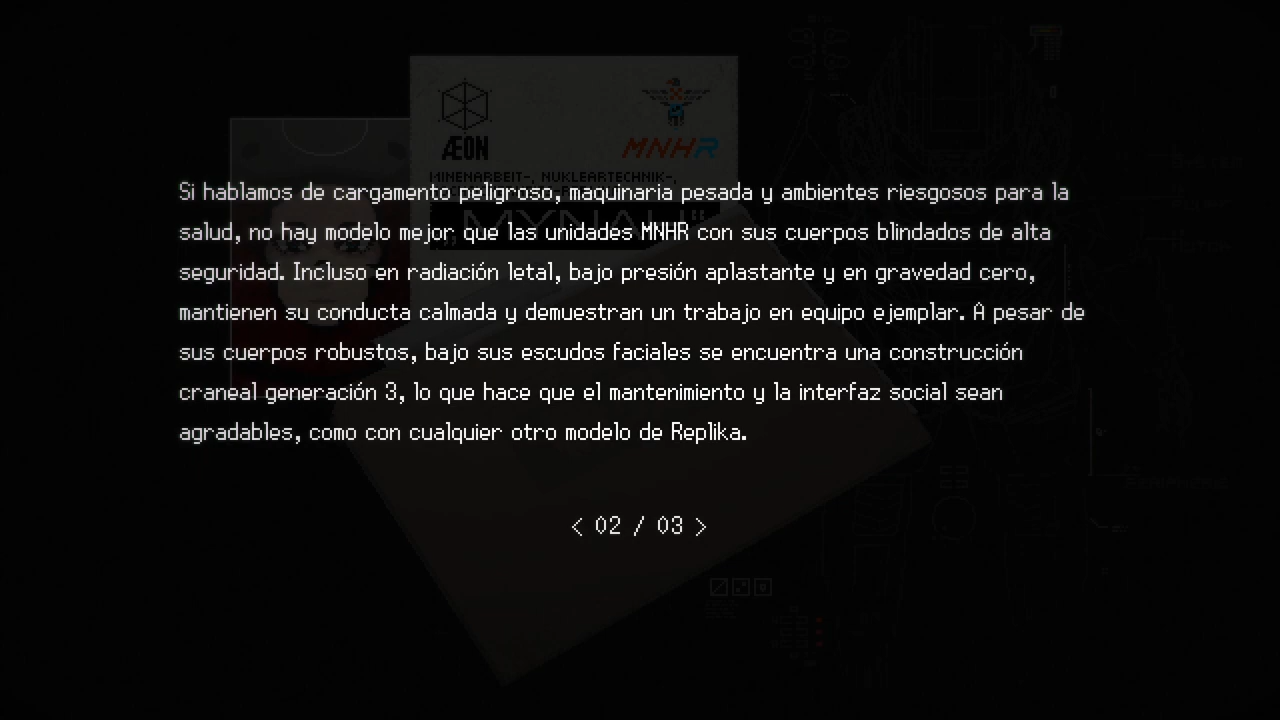 ÆON
MNHR
MINENARBEIT-, NUKLEARTECHNIK-,
„MYNAH“
Si hablamos de cargamento peligroso, maquinaria pesada y ambientes riesgosos para la
salud, no hay modelo mejor que las unidades MNHR con sus cuerpos blindados de alta
seguridad. Incluso en radiación letal, bajo presión aplastante y en gravedad cero,
mantienen su conducta calmada y demuestran un trabajo en equipo ejemplar. A pesar de
sus cuerpos robustos, bajo sus escudos faciales se encuentra una construcción
craneal generación 3, lo que hace que el mantenimiento y la interfaz social sean
agradables, como con cualquier otro modelo de Replika.
< 02 / 03 >